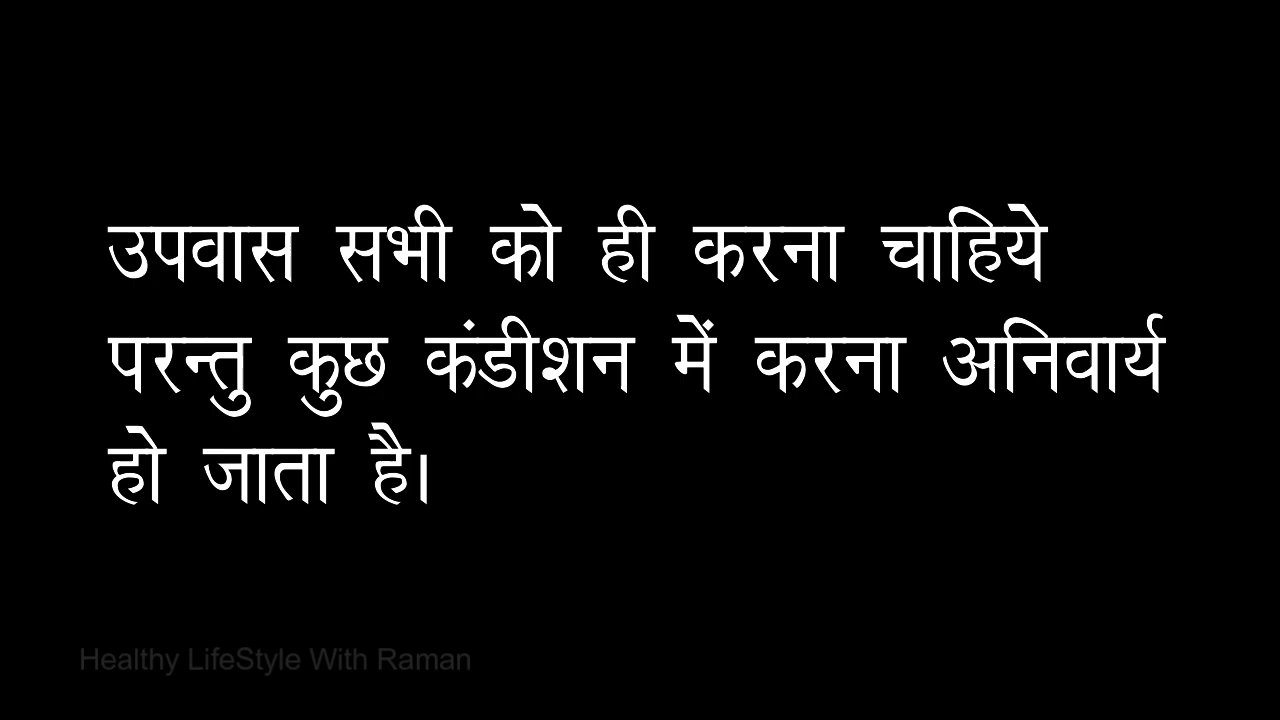 उपवास सभी को ही करना चाहिये
परन्तु कुछ कंडीशन में करना अनिवार्य
हो जाता है।
Healthy LifeStyle With Raman